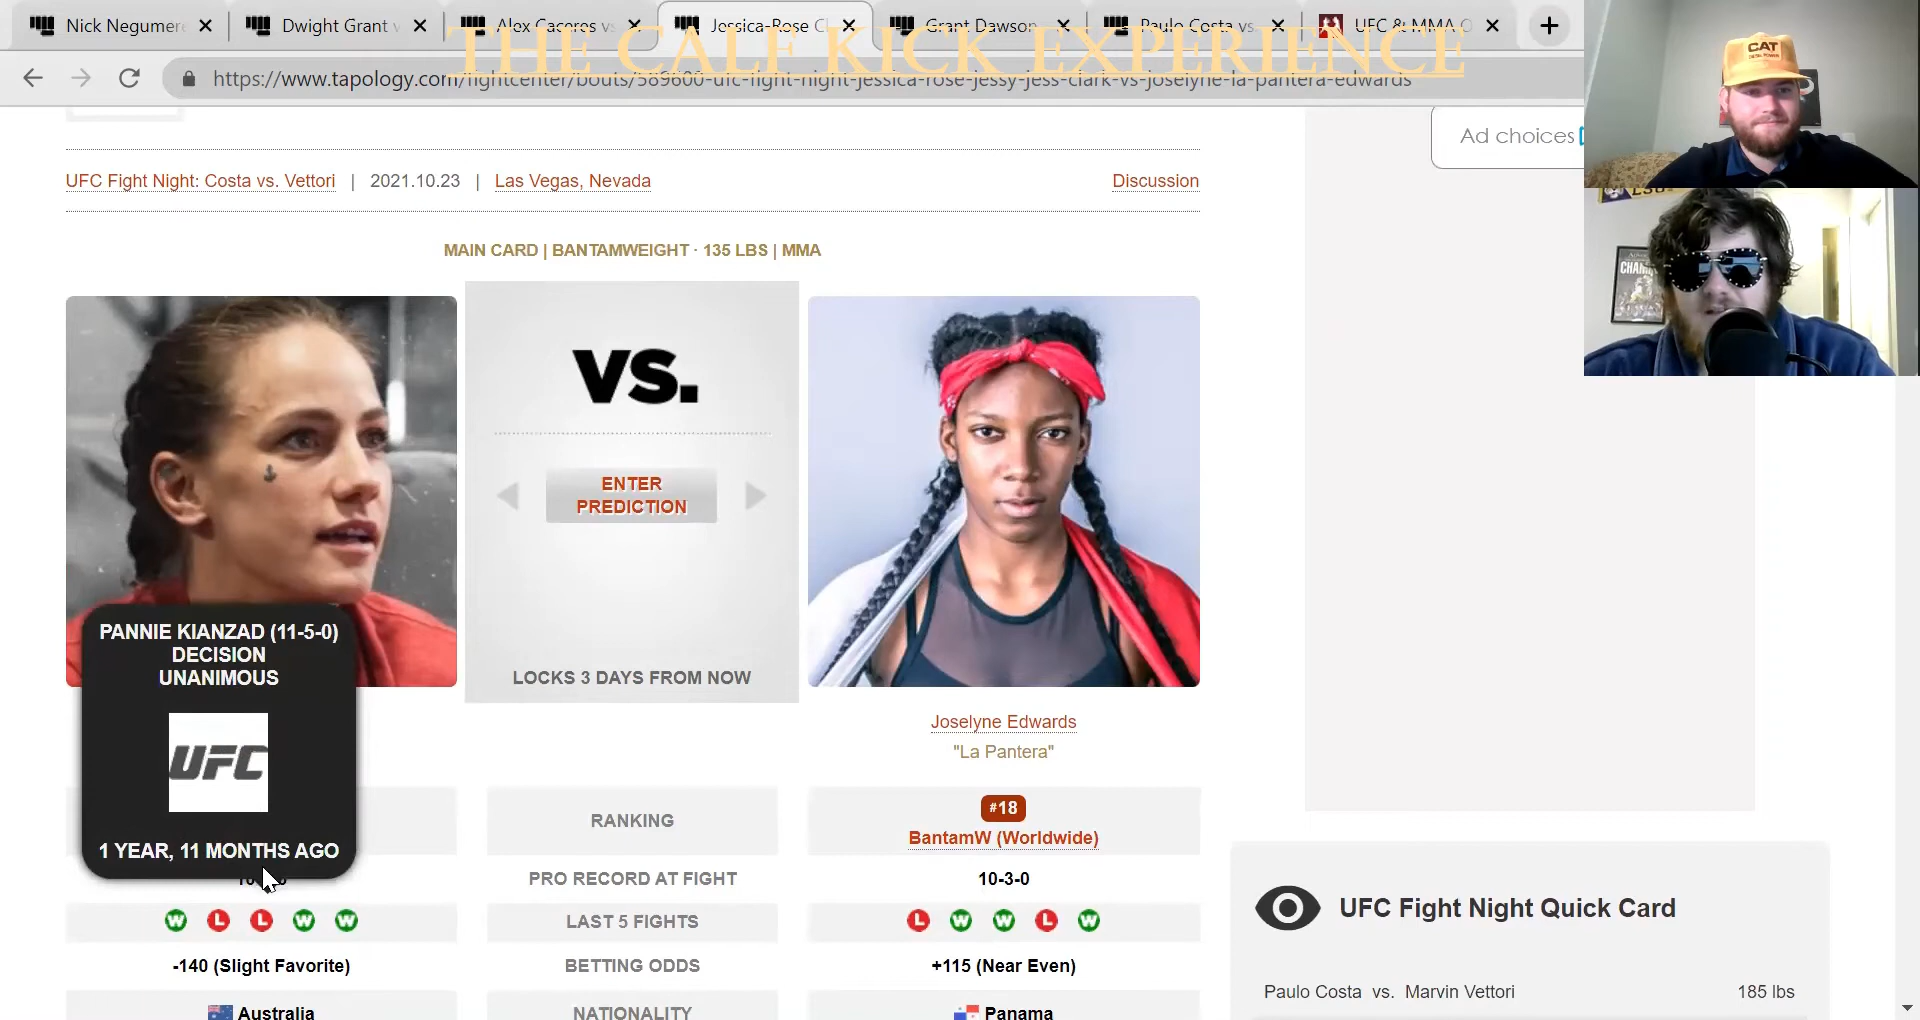 Nick Negumere
Dwight Grant v
Alex Caceres vs
Jessica-Rose Cl
Grant Dawson
Paulo Costa vs.
UFC & MMA O
THE CALF KICK EXPERIENCE
https://www.tapology.com/fightcenter/bouts/589600-ufc-fight-night-jessica-rose-jessy-jess-clark-vs-joselyne-la-pantera-edwards
CAT
Ad choices
UFC Fight Night: Costa vs. Vettori | 2021.10.23 | Las Vegas, Nevada
Discussion
MAIN CARD | BANTAMWEIGHT · 135 LBS | MMA
VS.
ENTER
PREDICTION
LOCKS 3 DAYS FROM NOW
PANNIE KIANZAD (11-5-0)
DECISION
UNANIMOUS
UFC
1 YEAR, 11 MONTHS AGO
Joselyne Edwards
"La Pantera"
RANKING
#18
BantamW (Worldwide)
PRO RECORD AT FIGHT
10-3-0
W L L W W
LAST 5 FIGHTS
L W W L W
-140 (Slight Favorite)
BETTING ODDS
+115 (Near Even)
Australia
NATIONALITY
Panama
UFC Fight Night Quick Card
Paulo Costa vs. Marvin Vettori
185 lbs